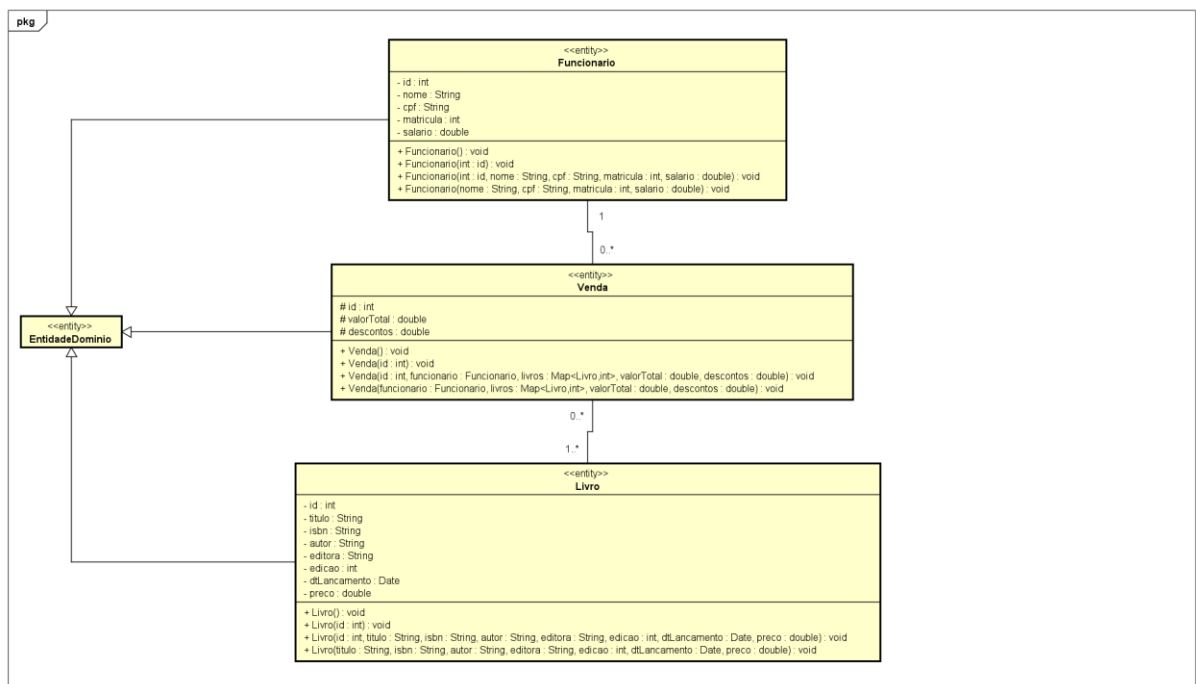 pkg
<<entity>>
Funcionario
- id : int
- nome : String
- cpf : String
- matricula : int
- salario : double
+ Funcionario() : void
+ Funcionario(int : id) : void
+ Funcionario(int : id, nome : String, cpf : String, matricula : int, salario : double) : void
+ Funcionario(nome : String, cpf : String, matricula : int, salario : double) : void
1
0..*
<<entity>>
Venda
# id : int
# valorTotal : double
# descontos : double
+ Venda() : void
+ Venda(id : int) : void
+ Venda(id : int, funcionario : Funcionario, livros : Map<Livro,int>, valorTotal : double, descontos : double) : void
+ Venda(funcionario : Funcionario, livros : Map<Livro,int>, valorTotal : double, descontos : double) : void
<<entity>>
EntidadeDominio
0..*
1..*
<<entity>>
Livro
- id : int
- titulo : String
- isbn : String
- autor : String
- editora : String
- edicao : int
- dtLancamento : Date
- preco : double
+ Livro() : void
+ Livro(id : int) : void
+ Livro(id : int, titulo : String, isbn : String, autor : String, editora : String, edicao : int, dtLancamento : Date, preco : double) : void
+ Livro(titulo : String, isbn : String, autor : String, editora : String, edicao : int, dtLancamento : Date, preco : double) : void